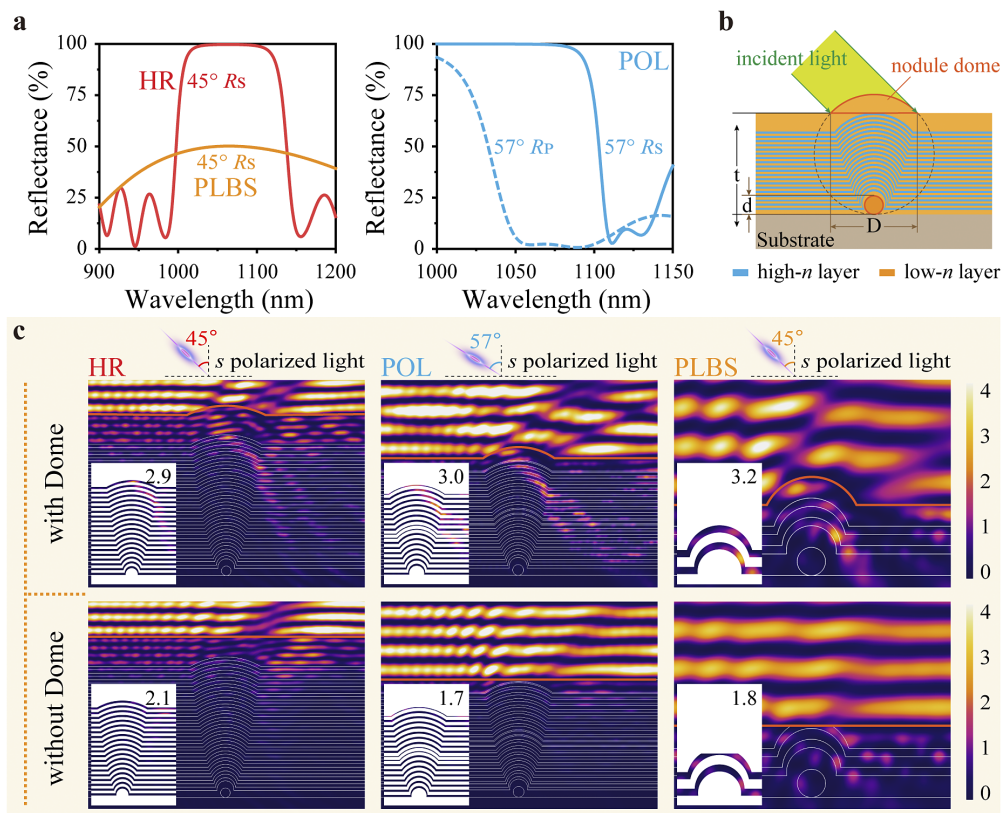 a
100
75
50
25
0
Reflectance (%)
HR 45° Rs
45° Rs
PLBS
900 1000 1100 1200
Wavelength (nm)
100
75
50
25
0
Reflectance (%)
POL
57° RP
57° Rs
1000 1050 1100 1150
Wavelength (nm)
b
incident light
nodule dome
t
d
D
Substrate
high-n layer
low-n layer
c
45°
HR
s polarized light
57°
POL
s polarized light
45°
PLBS
s polarized light
with Dome
2.9
3.0
3.2
4
3
2
1
0
without Dome
2.1
1.7
1.8
4
3
2
1
0